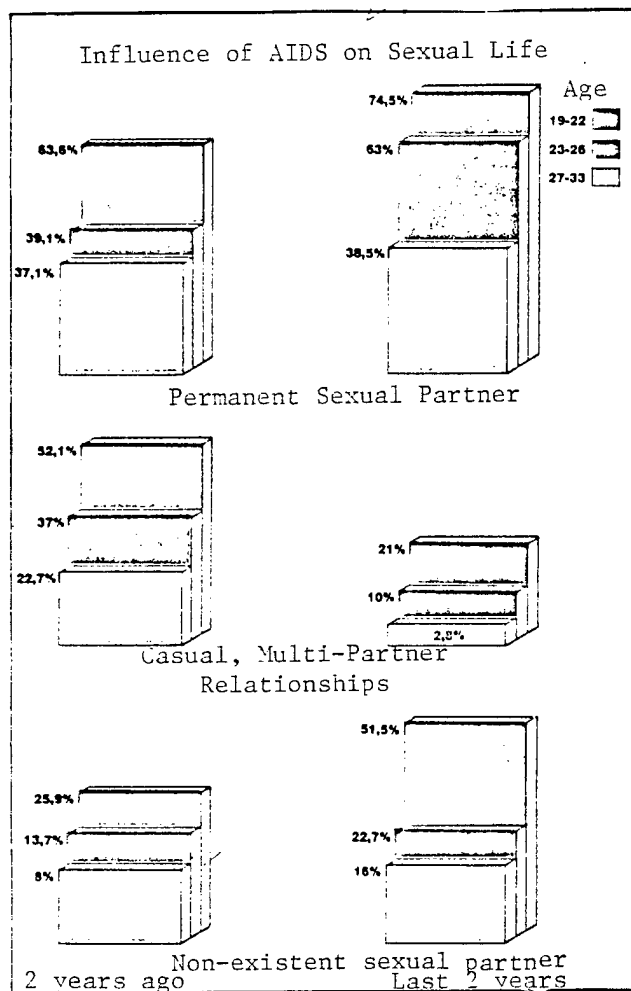 Influence of AIDS on Sexual Life
Age
19-22
23-26
27-33
63,6%
39,1%
37,1%
74,5%
63%
38,5%
Permanent Sexual Partner
52,1%
37%
22,7%
21%
10%
2,8%
Casual, Multi-Partner
Relationships
25,9%
13,7%
8%
51,5%
22,7%
16%
Non-existent sexual partner
2 years ago
Last 2 years